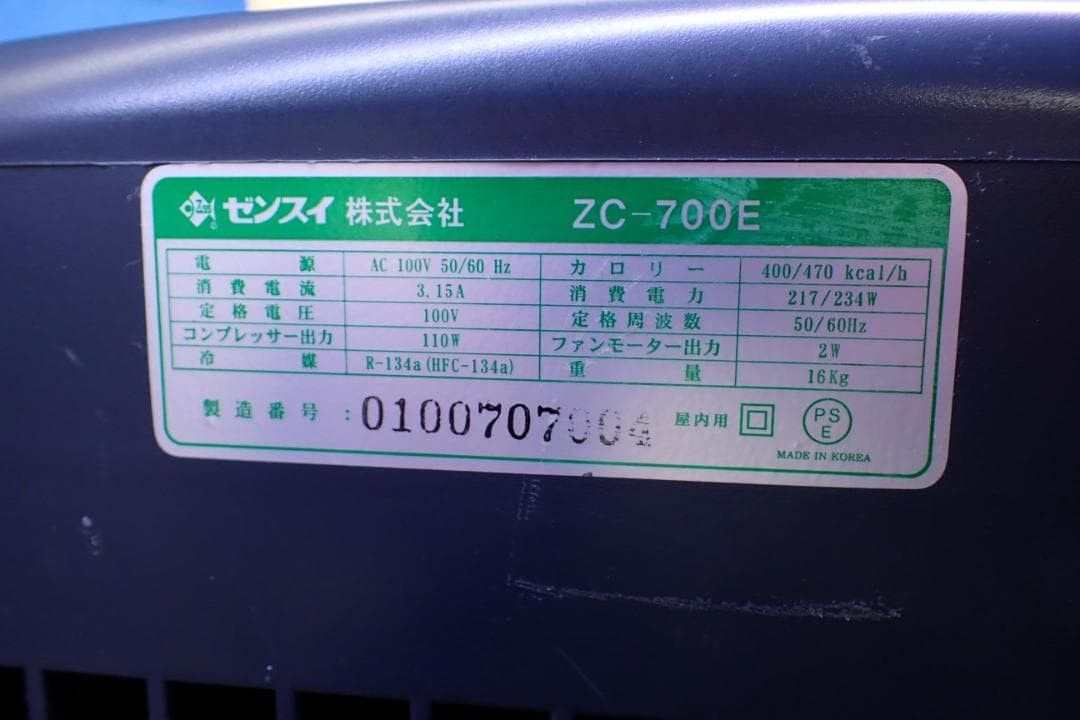 ゼンスイ 株式会社 ZC-700E
電源 AC 100V 50/60 Hz カロリー 400/470 kcal/h
消費電流 3.15A 消費電力 217/234W
定格電圧 100V 定格周波数 50/60Hz
コンプレッサー出力 110W ファンモーター出力 2W
冷媒 R-134a(HFC-134a) 重量 16Kg
製造番号 : 0100707904 屋内用 PS E
MADE IN KOREA